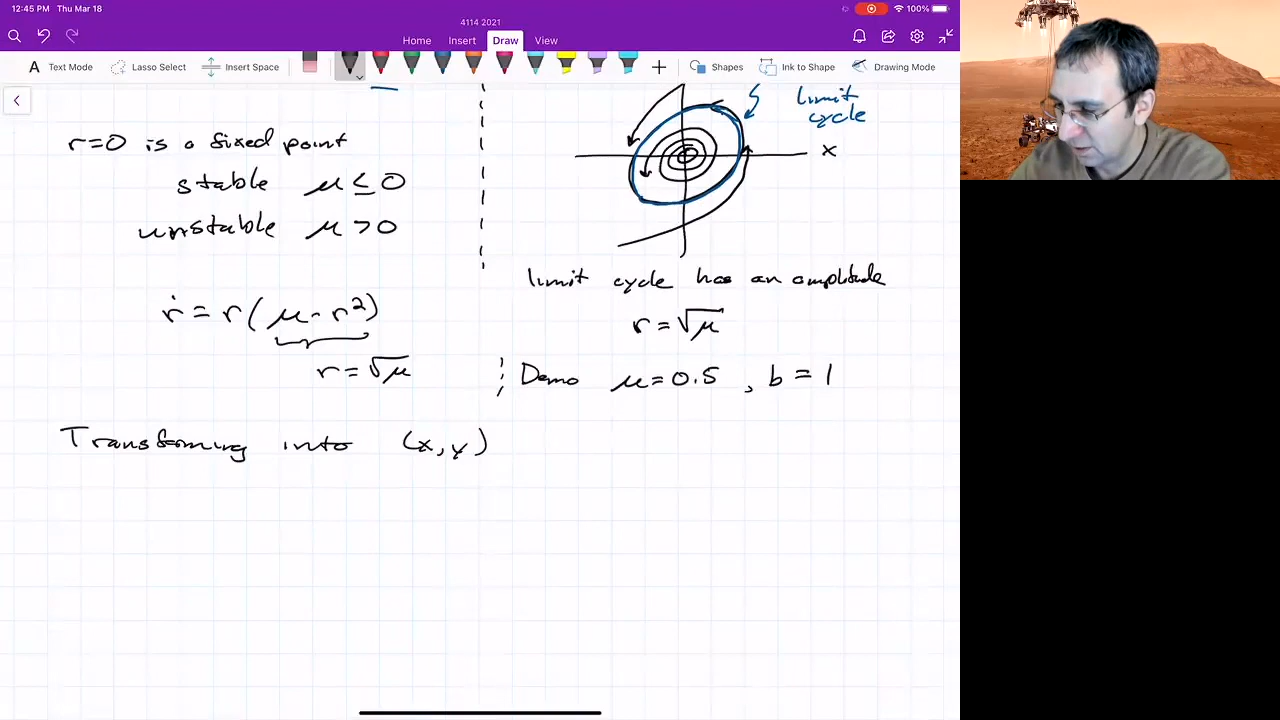 12:45 PM Thu Mar 18
100%
4114 2021
Home Insert Draw View
Text Mode Lasso Select Insert Space Shapes Ink to Shape Drawing Mode
limit
cycle
x
r=0 is a fixed point
stable μ ≤ 0
unstable μ > 0
limit cycle has an amplitude
r = √μ
ṙ = r(μ - r²)
r = √μ
Demo μ = 0.5, b = 1
Transforming into (x, y)